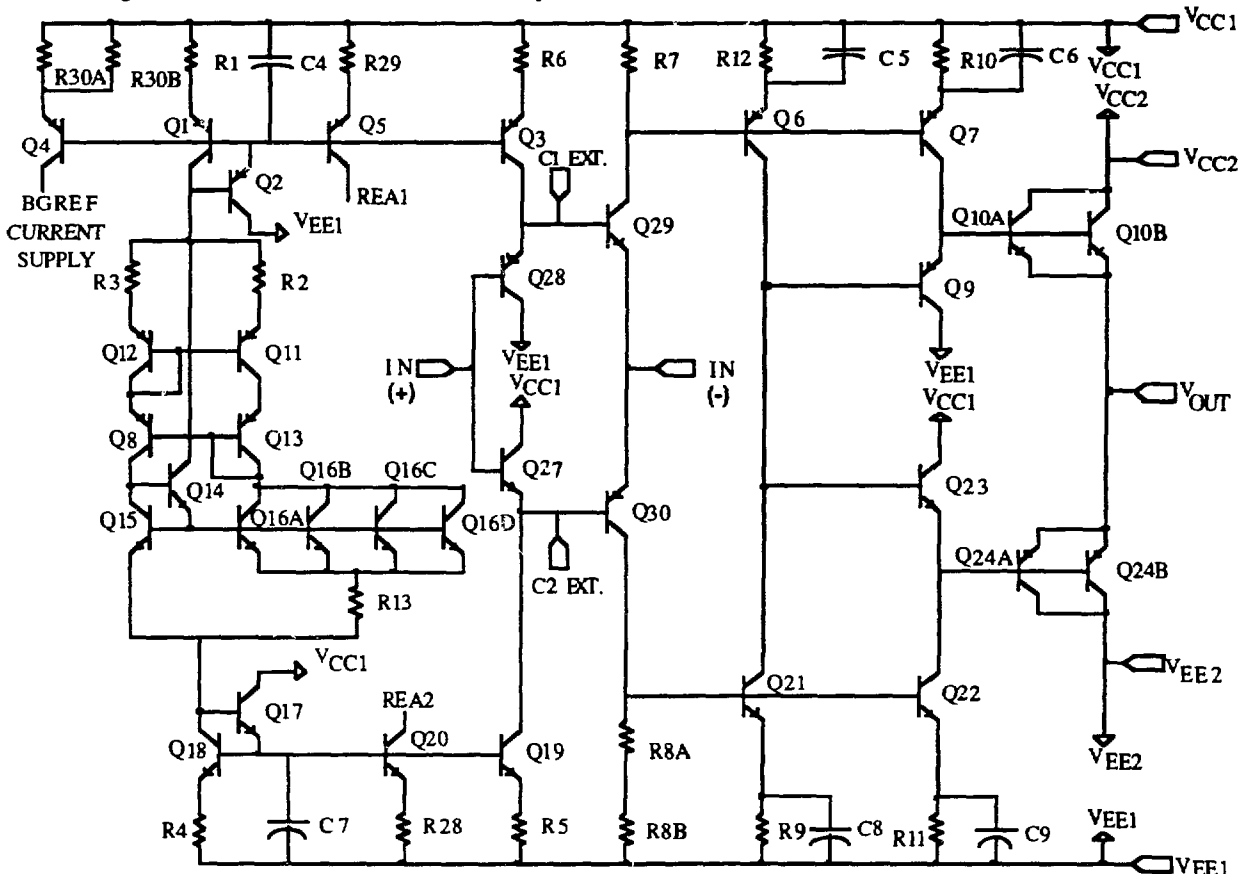 VCC1
R30A
R30B
R1
C4
R29
R6
R7
R12
C5
R10
C6
VCC1
VCC2
Q4
Q1
Q5
Q3
Q6
Q7
C1 EXT.
VCC2
BGREF
CURRENT
SUPPLY
Q2
VEE1
REA1
Q29
Q10A
Q10B
R3
R2
Q28
Q9
Q12
Q11
IN
(+)
VEE1
VCC1
IN
(-)
VEE1
VCC1
VOUT
Q8
Q13
Q14
Q16B
Q16C
Q27
Q23
Q15
Q16A
Q16D
Q30
Q24A
Q24B
R13
C2 EXT.
VCC1
Q17
REA2
Q21
Q22
VEE2
Q18
Q20
Q19
R8A
VEE2
R4
C7
R28
R5
R8B
R9
C8
R11
C9
VEE1
VEE1